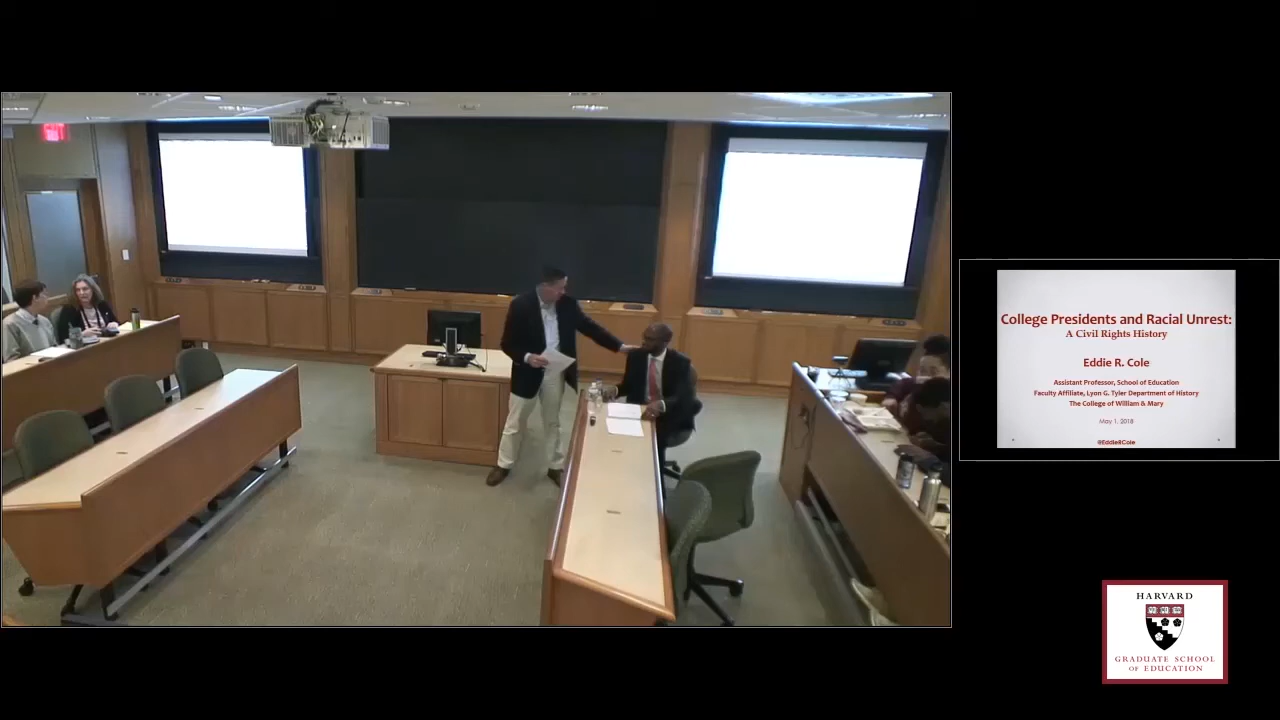 College Presidents and Racial Unrest:
A Civil Rights History
Eddie R. Cole
Assistant Professor, School of Education
Faculty Affiliate, Lyon G. Tyler Department of History
The College of William & Mary
May 1, 2018
@EddieRCole
HARVARD
GRADUATE SCHOOL
OF EDUCATION